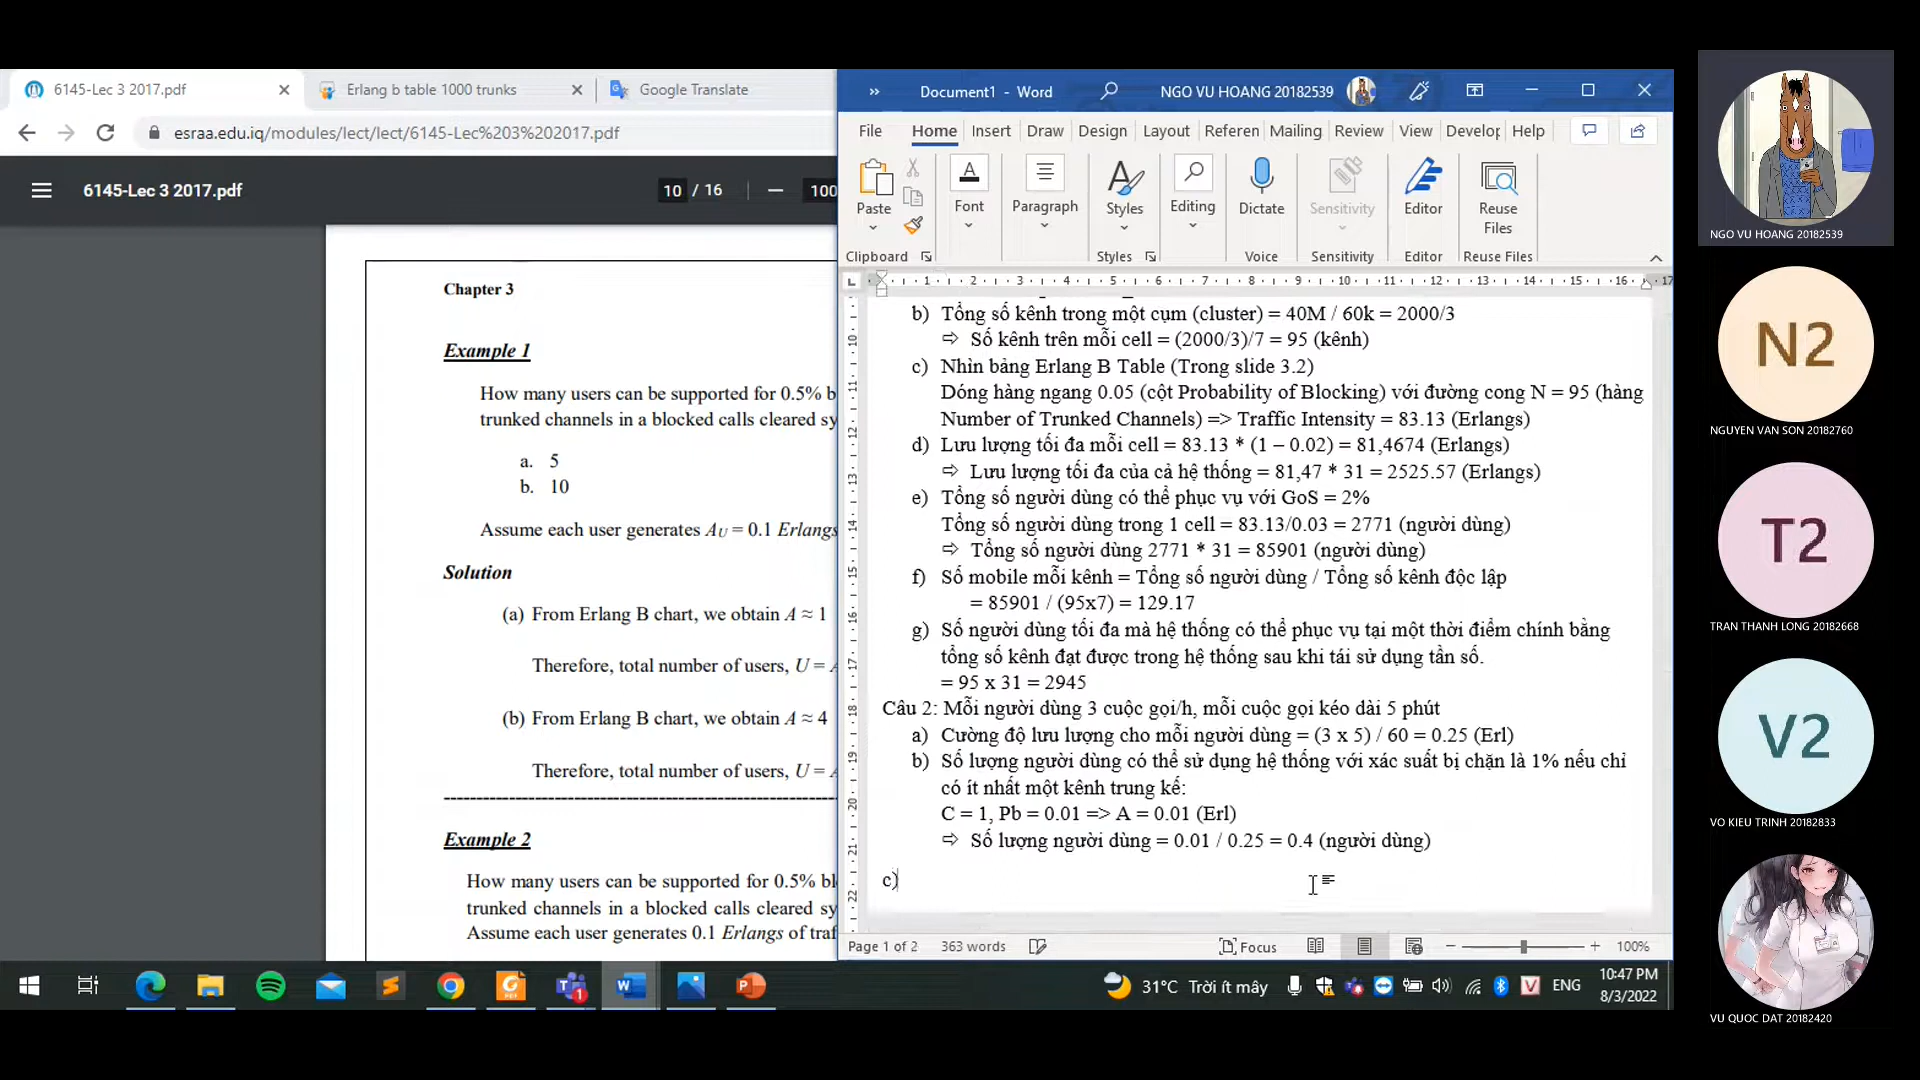 6145-Lec 3 2017.pdf
Erlang b table 1000 trunks
Google Translate
esraa.edu.iq/modules/lect/lect/6145-Lec%203%202017.pdf
6145-Lec 3 2017.pdf
10 / 16
100
Chapter 3
Example 1
How many users can be supported for 0.5% b
trunked channels in a blocked calls cleared sy
a. 5
b. 10
Assume each user generates AU = 0.1 Erlangs
Solution
(a) From Erlang B chart, we obtain A ≈ 1
Therefore, total number of users, U = A
(b) From Erlang B chart, we obtain A ≈ 4
Therefore, total number of users, U = A
Example 2
How many users can be supported for 0.5% bl
trunked channels in a blocked calls cleared sy
Assume each user generates 0.1 Erlangs of traf
Document1 - Word
NGO VU HOANG 20182539
File Home Insert Draw Design Layout Referen Mailing Review View Develop Help
Paste
Font
Paragraph
Styles
Editing
Dictate
Sensitivity
Editor
Reuse
Files
Clipboard
Styles
Voice
Sensitivity
Editor
Reuse Files
1 2 3 4 5 6 7 8 9 10 11 12 13 14 15 16 17
b) Tổng số kênh trong một cụm (cluster) = 40M / 60k = 2000/3
⇨ Số kênh trên mỗi cell = (2000/3)/7 = 95 (kênh)
c) Nhìn bảng Erlang B Table (Trong slide 3.2)
Dóng hàng ngang 0.05 (cột Probability of Blocking) với đường cong N = 95 (hàng
Number of Trunked Channels) => Traffic Intensity = 83.13 (Erlangs)
d) Lưu lượng tối đa mỗi cell = 83.13 * (1 – 0.02) = 81,4674 (Erlangs)
⇨ Lưu lượng tối đa của cả hệ thống = 81,47 * 31 = 2525.57 (Erlangs)
e) Tổng số người dùng có thể phục vụ với GoS = 2%
Tổng số người dùng trong 1 cell = 83.13/0.03 = 2771 (người dùng)
⇨ Tổng số người dùng 2771 * 31 = 85901 (người dùng)
f) Số mobile mỗi kênh = Tổng số người dùng / Tổng số kênh độc lập
= 85901 / (95x7) = 129.17
g) Số người dùng tối đa mà hệ thống có thể phục vụ tại một thời điểm chính bằng
tổng số kênh đạt được trong hệ thống sau khi tái sử dụng tần số.
= 95 x 31 = 2945
Câu 2: Mỗi người dùng 3 cuộc gọi/h, mỗi cuộc gọi kéo dài 5 phút
a) Cường độ lưu lượng cho mỗi người dùng = (3 x 5) / 60 = 0.25 (Erl)
b) Số lượng người dùng có thể sử dụng hệ thống với xác suất bị chặn là 1% nếu chỉ
có ít nhất một kênh trung kế:
C = 1, Pb = 0.01 => A = 0.01 (Erl)
⇨ Số lượng người dùng = 0.01 / 0.25 = 0.4 (người dùng)
c)
Page 1 of 2
363 words
Focus
100%
31°C Trời ít mây
ENG
10:47 PM
8/3/2022
NGO VU HOANG 20182539
N2
NGUYEN VAN SON 20182760
T2
TRAN THANH LONG 20182668
V2
VO KIEU TRINH 20182833
VU QUOC DAT 20182420